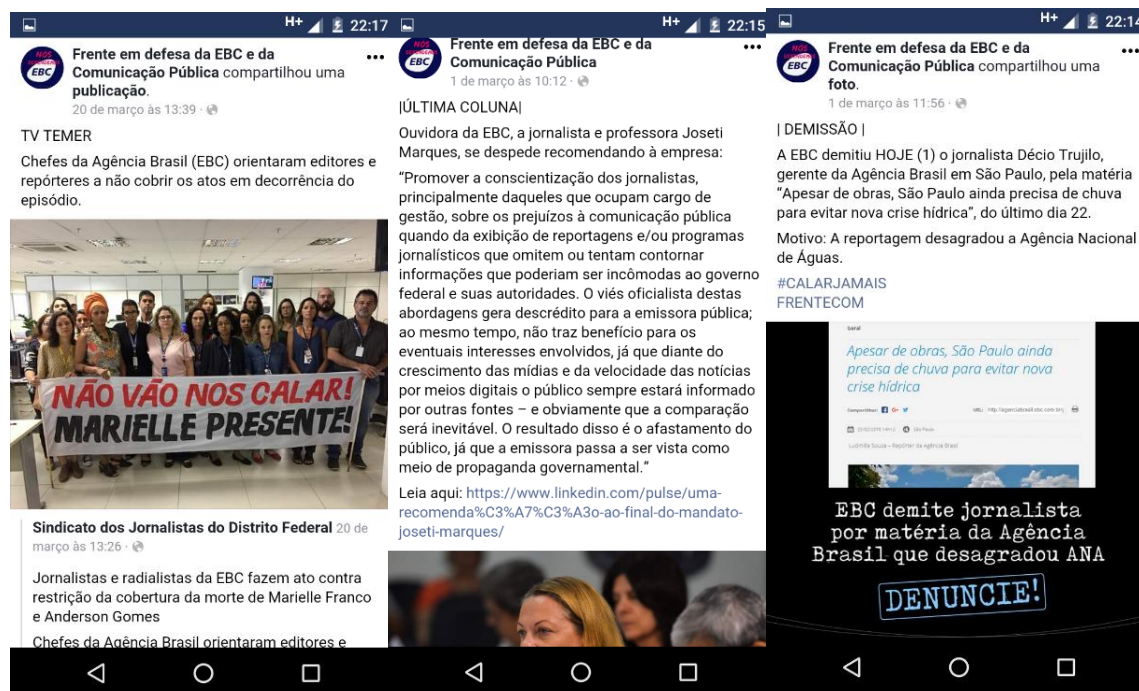 H+ 22:17
NÓS
EBC
Frente em defesa da EBC e da
Comunicação Pública compartilhou uma
publicação.
20 de março às 13:39 ·
TV TEMER
Chefes da Agência Brasil (EBC) orientaram editores e
repórteres a não cobrir os atos em decorrência do
episódio.
NÃO VÃO NOS CALAR!
MARIELLE PRESENTE!
Sindicato dos Jornalistas do Distrito Federal 20 de
março às 13:26 ·
Jornalistas e radialistas da EBC fazem ato contra
restrição da cobertura da morte de Marielle Franco
e Anderson Gomes
Chefes da Agência Brasil orientaram editores e
H+ 22:15
NÓS
EBC
Frente em defesa da EBC e da
Comunicação Pública
1 de março às 10:12 ·
|ÚLTIMA COLUNA|
Ouvidora da EBC, a jornalista e professora Joseti
Marques, se despede recomendando à empresa:
“Promover a conscientização dos jornalistas,
principalmente daqueles que ocupam cargo de
gestão, sobre os prejuízos à comunicação pública
quando da exibição de reportagens e/ou programas
jornalísticos que omitem ou tentam contornar
informações que poderiam ser incômodas ao governo
federal e suas autoridades. O viés oficialista destas
abordagens gera descrédito para a emissora pública;
ao mesmo tempo, não traz benefício para os
eventuais interesses envolvidos, já que diante do
crescimento das mídias e da velocidade das notícias
por meios digitais o público sempre estará informado
por outras fontes – e obviamente que a comparação
será inevitável. O resultado disso é o afastamento do
público, já que a emissora passa a ser vista como
meio de propaganda governamental.”
Leia aqui: https://www.linkedin.com/pulse/uma-
recomenda%C3%A7%C3%A3o-ao-final-do-mandato-
joseti-marques/
H+ 22:14
NÓS
EBC
Frente em defesa da EBC e da
Comunicação Pública compartilhou uma
foto.
1 de março às 11:56 ·
| DEMISSÃO |
A EBC demitiu HOJE (1) o jornalista Décio Trujilo,
gerente da Agência Brasil em São Paulo, pela matéria
“Apesar de obras, São Paulo ainda precisa de chuva
para evitar nova crise hídrica”, do último dia 22.
Motivo: A reportagem desagradou a Agência Nacional
de Águas.
#CALARJAMAIS
FRENTECOM
Geral
Apesar de obras, São Paulo ainda
precisa de chuva para evitar nova
crise hídrica
Compartilhar:
São Paulo
Ludmilla Souza – Repórter da Agência Brasil
EBC demite jornalista
por matéria da Agência
Brasil que desagradou ANA
DENUNCIE!